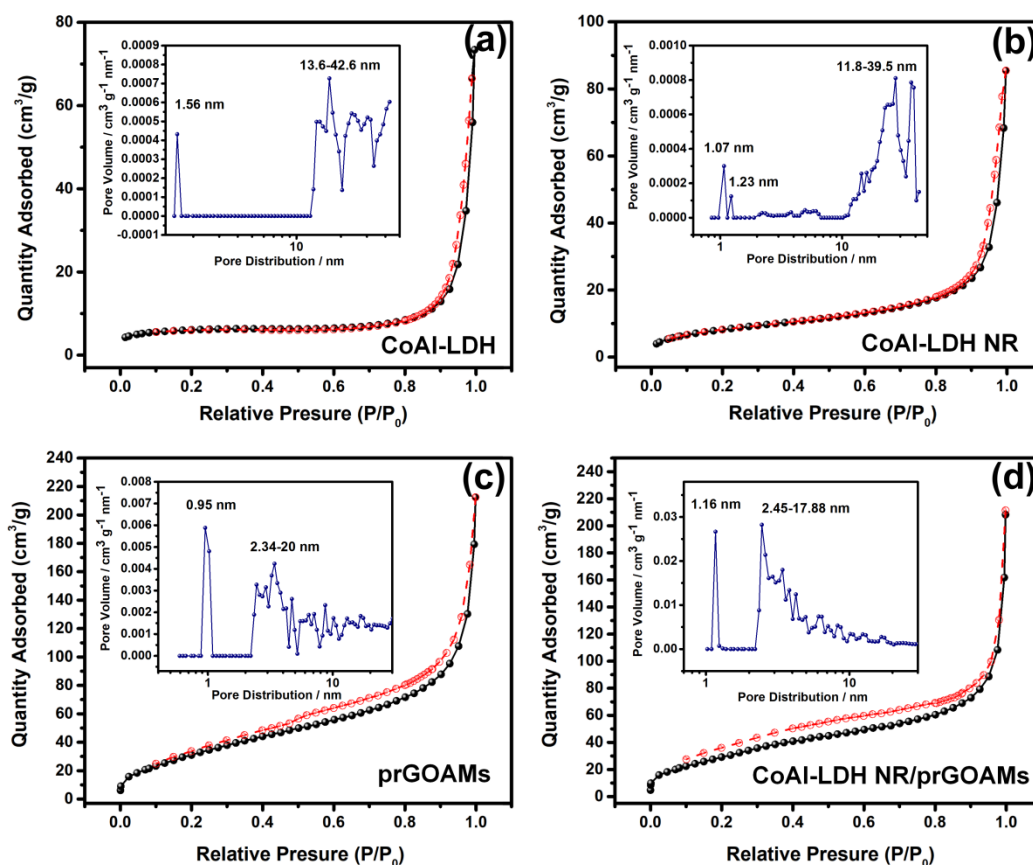 (a)
80
60
40
20
0
Quantity Adsorbed (cm³/g)
0.0 0.2 0.4 0.6 0.8 1.0
Relative Presure (P/P₀)
CoAl-LDH
0.0009
0.0008
0.0007
0.0006
0.0005
0.0004
0.0003
0.0002
0.0001
0.0000
-0.0001
Pore Volume / cm³ g⁻¹ nm⁻¹
1.56 nm
13.6-42.6 nm
10
Pore Distribution / nm
(b)
100
80
60
40
20
0
Quantity Adsorbed (cm³/g)
0.0 0.2 0.4 0.6 0.8 1.0
Relative Presure (P/P₀)
CoAl-LDH NR
0.0010
0.0008
0.0006
0.0004
0.0002
0.0000
Pore Volume / cm³ g⁻¹ nm⁻¹
11.8-39.5 nm
1.07 nm
1.23 nm
1 10
Pore Distribution / nm
(c)
240
220
200
180
160
140
120
100
80
60
40
20
0
Quantity Adsorbed (cm³/g)
0.0 0.2 0.4 0.6 0.8 1.0
Relative Presure (P/P₀)
prGOAMs
0.008
0.007
0.006
0.005
0.004
0.003
0.002
0.001
0.000
Pore Volume / cm³ g⁻¹ nm⁻¹
0.95 nm
2.34-20 nm
1 10
Pore Distribution / nm
(d)
240
220
200
180
160
140
120
100
80
60
40
20
0
Quantity Adsorbed (cm³/g)
0.0 0.2 0.4 0.6 0.8 1.0
Relative Presure (P/P₀)
CoAl-LDH NR/prGOAMs
0.03
0.02
0.01
0.00
Pore Volume / cm³ g⁻¹ nm⁻¹
1.16 nm
2.45-17.88 nm
1 10
Pore Distribution / nm